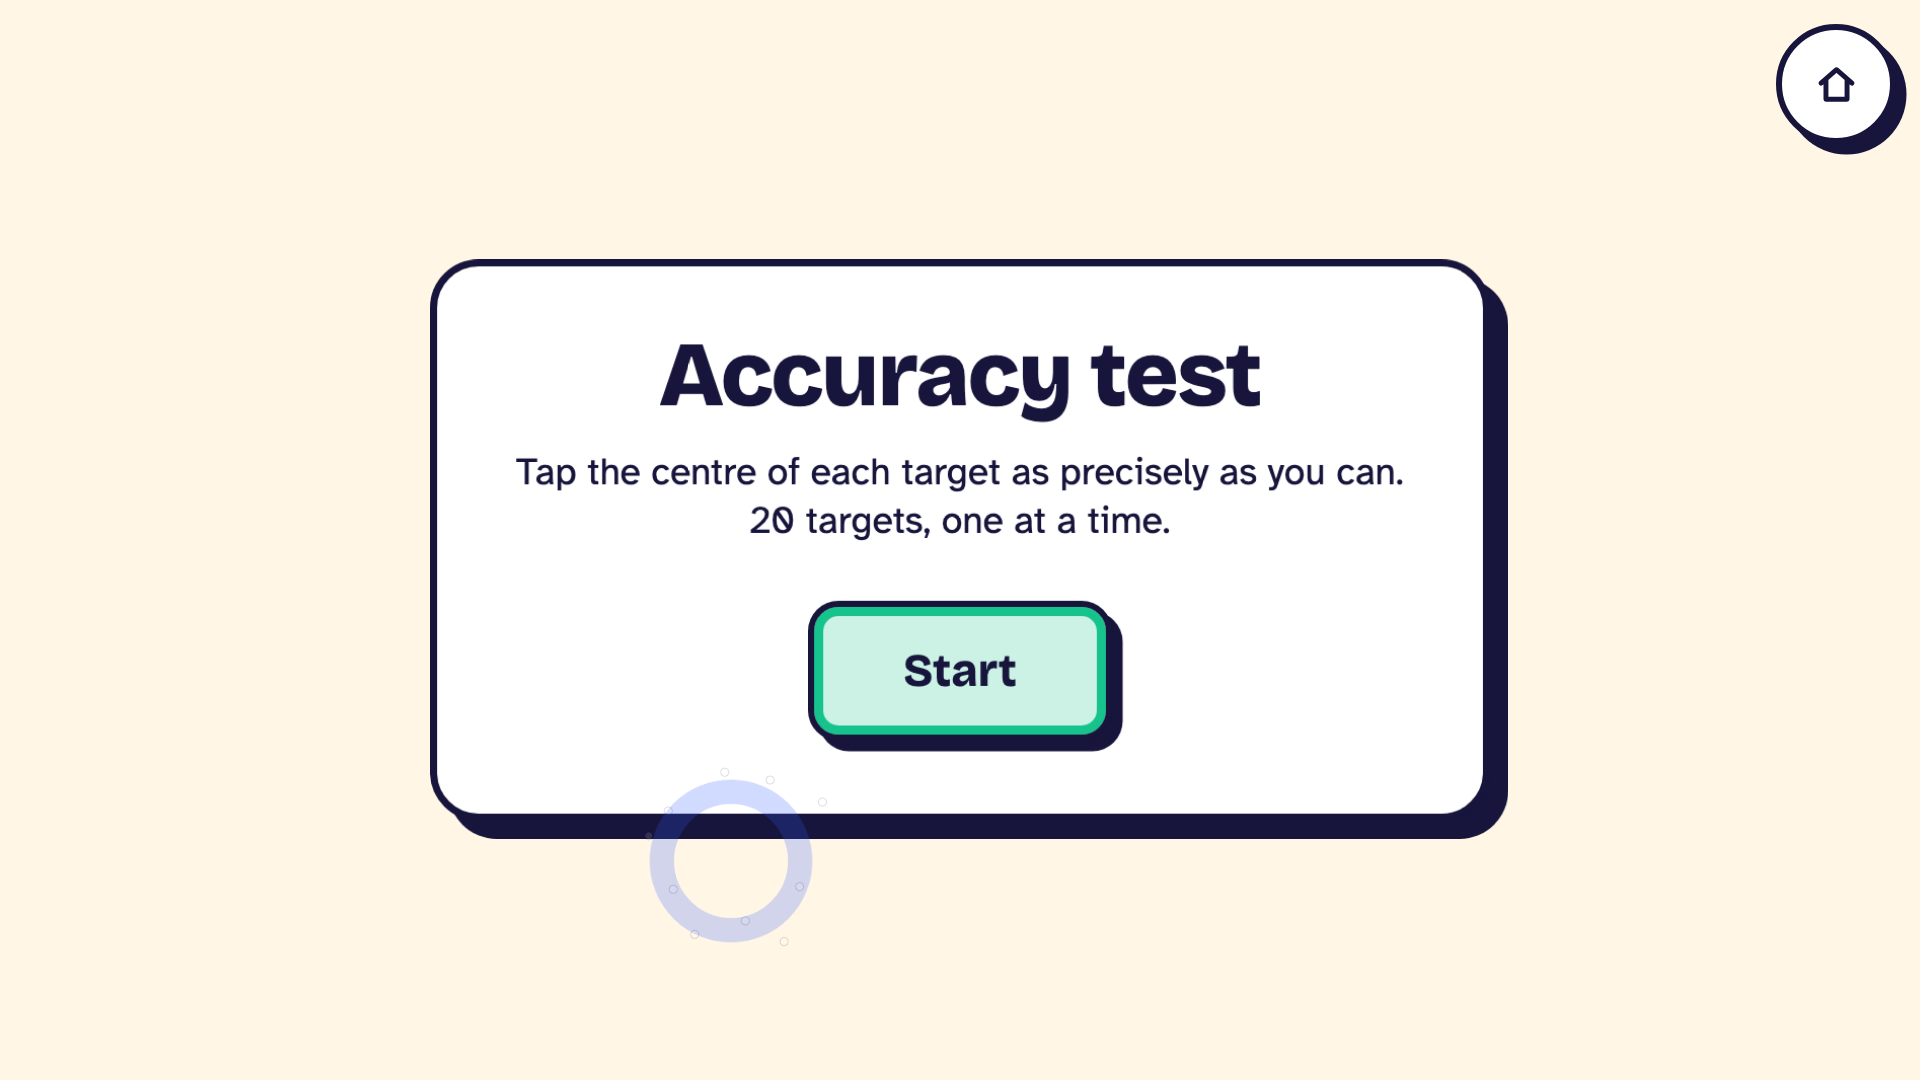 Accuracy test
Tap the centre of each target as precisely as you can.
20 targets, one at a time.
Start